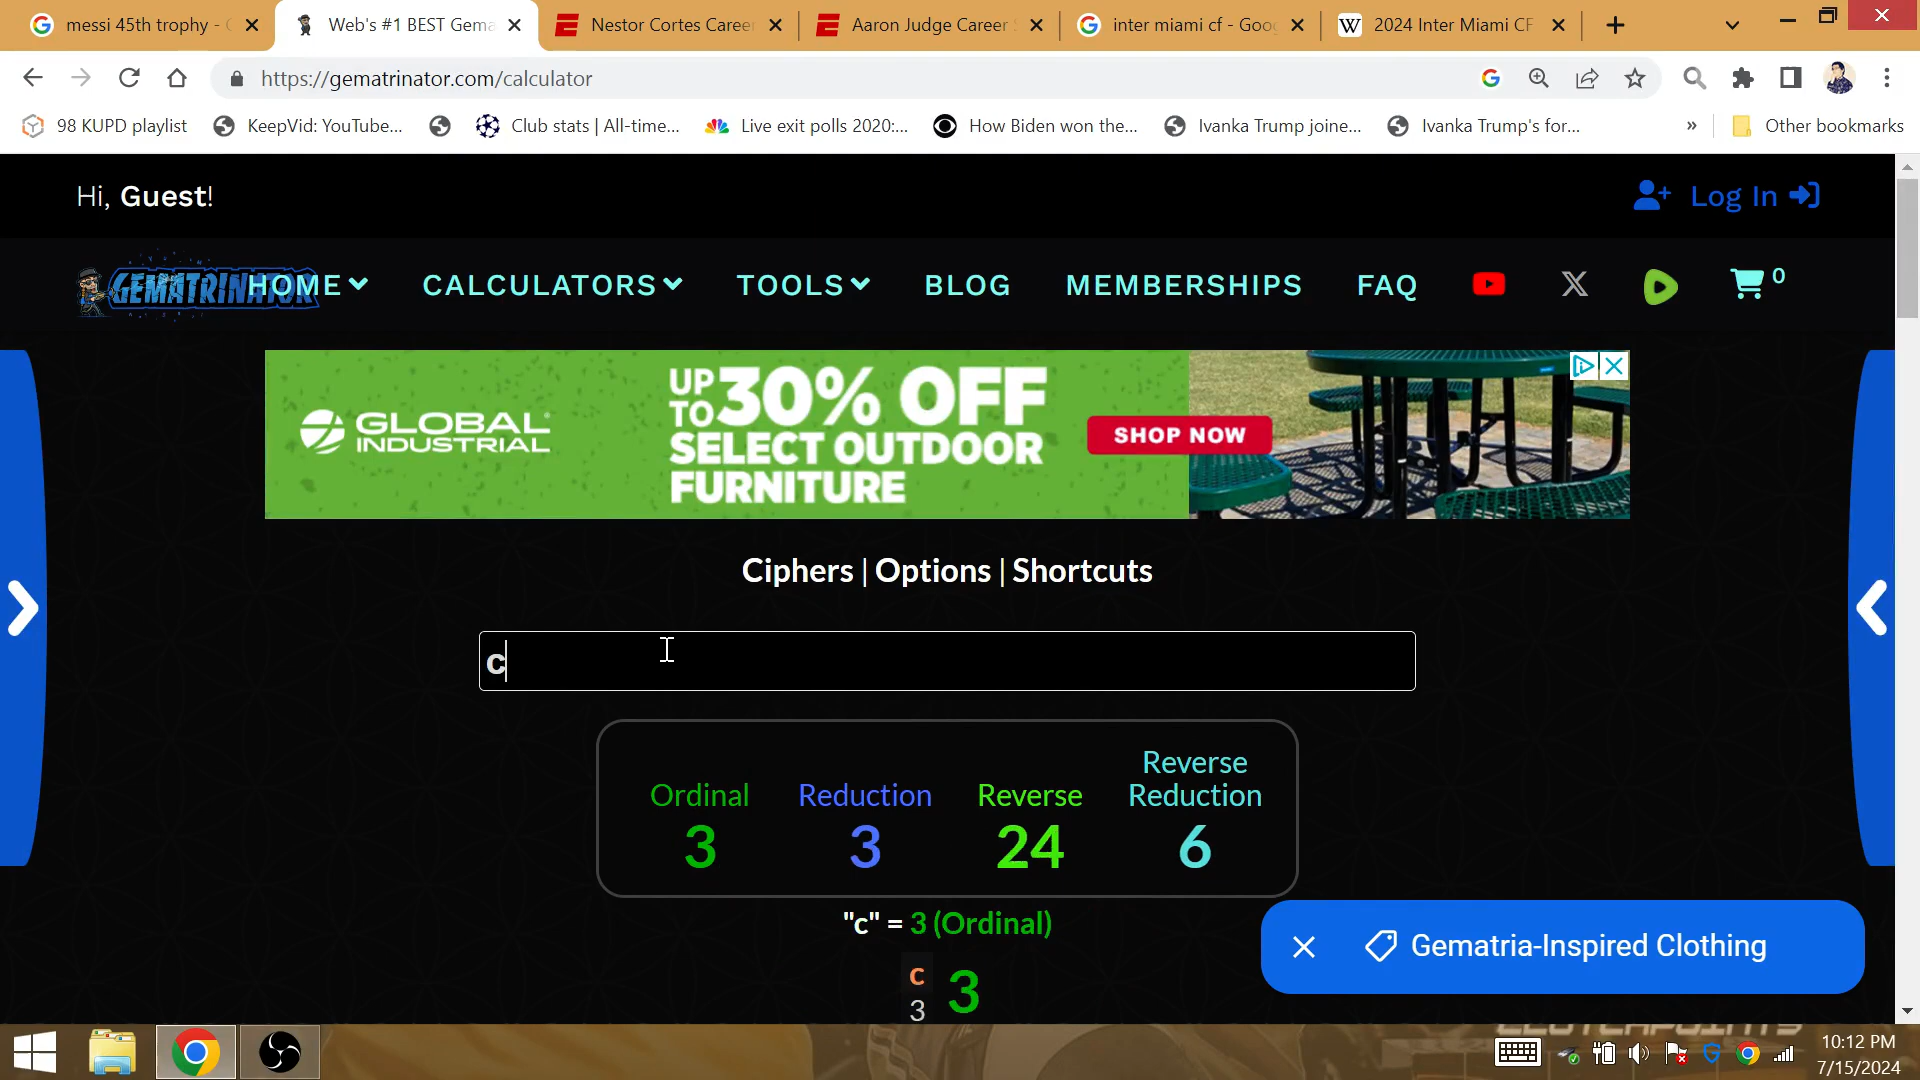 messi 45th trophy - G
Web's #1 BEST Gema
Nestor Cortes Career
Aaron Judge Career S
inter miami cf - Goog
2024 Inter Miami CF
https://gematrinator.com/calculator
98 KUPD playlist
KeepVid: YouTube...
Club stats | All-time...
Live exit polls 2020:...
How Biden won the...
Ivanka Trump joine...
Ivanka Trump's for...
»
Other bookmarks
Hi, Guest!
Log In
GEMATRINATOR
HOME
CALCULATORS
TOOLS
BLOG
MEMBERSHIPS
FAQ
0
GLOBAL INDUSTRIAL
UP TO 30% OFF
SELECT OUTDOOR
FURNITURE
SHOP NOW
Ciphers | Options | Shortcuts
c
Ordinal
3
Reduction
3
Reverse
24
Reverse Reduction
6
"c" = 3 (Ordinal)
c 3
3
Gematria-Inspired Clothing
CLUTCHPOINTS
10:12 PM
7/15/2024